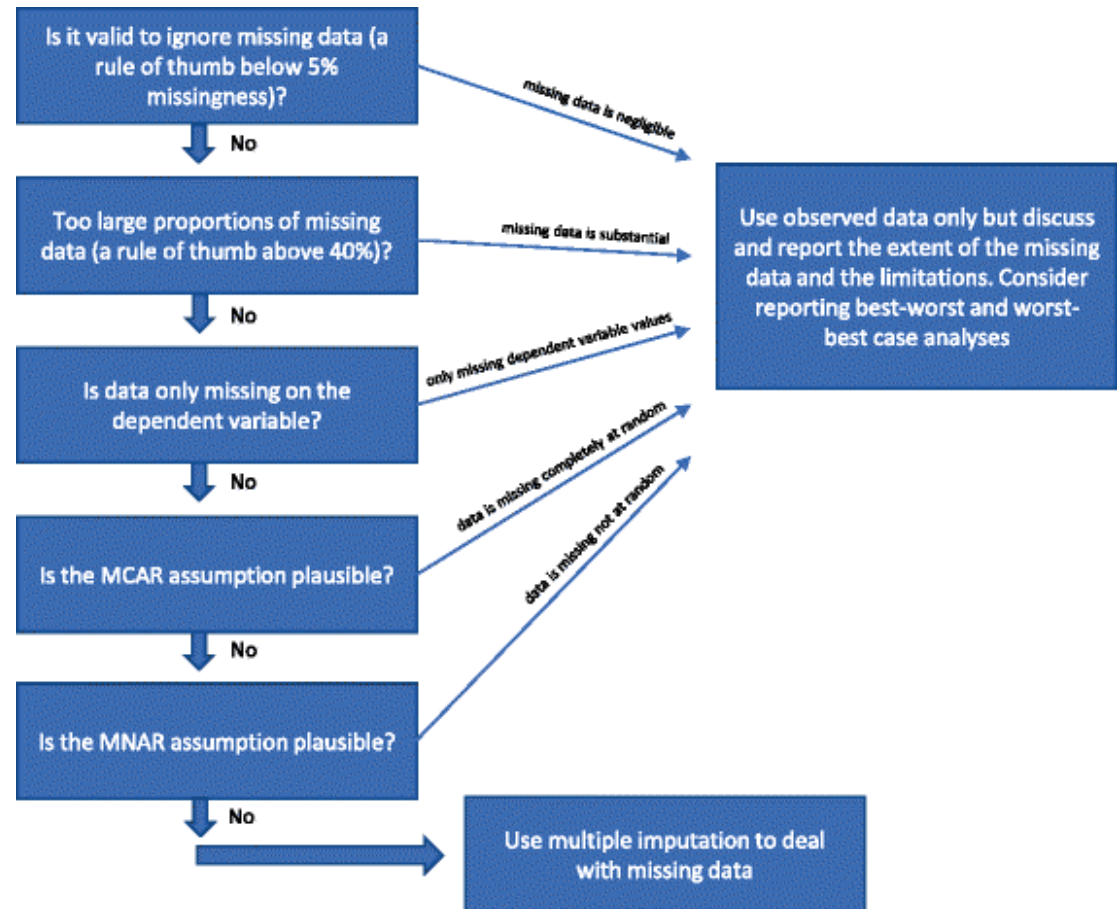 Is it valid to ignore missing data (a
rule of thumb below 5%
missingness)?
missing data is negligible
No
Too large proportions of missing
data (a rule of thumb above 40%)?
missing data is substantial
Use observed data only but discuss
and report the extent of the missing
data and the limitations. Consider
reporting best-worst and worst-
best case analyses
No
Is data only missing on the
dependent variable?
only missing dependent variable values
No
Is the MCAR assumption plausible?
data is missing completely at random
No
Is the MNAR assumption plausible?
data is missing not at random
No
Use multiple imputation to deal
with missing data